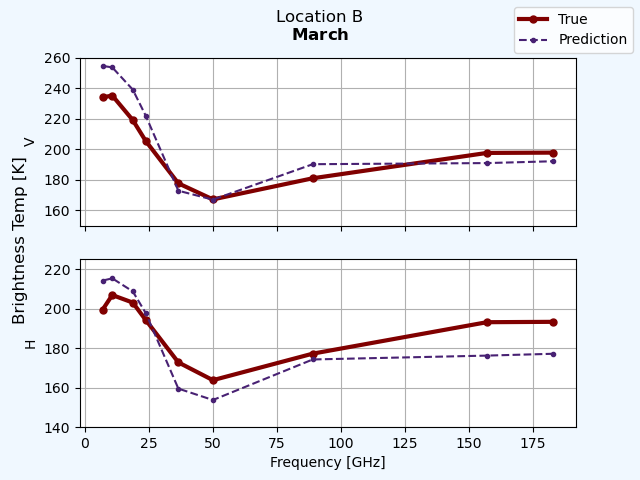 Location B
March
True
Prediction
Brightness Temp [K]
V
260
240
220
200
180
160
H
220
200
180
160
140
0
25
50
75
100
125
150
175
Frequency [GHz]